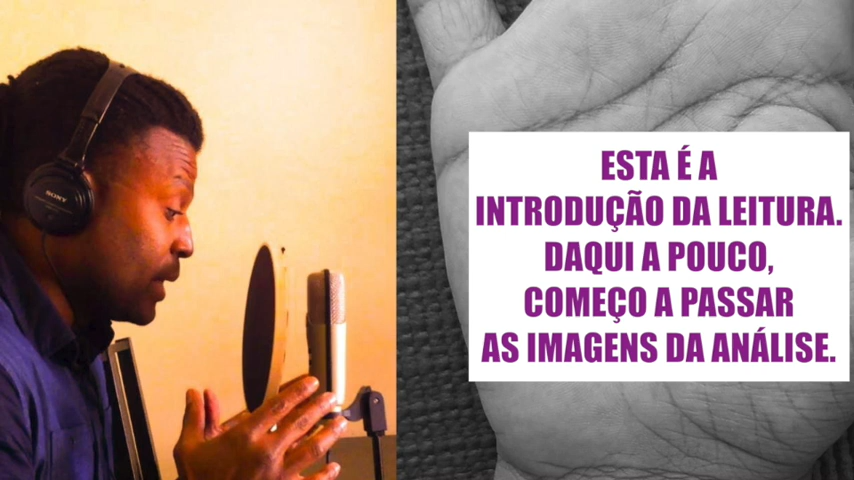 SONY
ESTA É A
INTRODUÇÃO DA LEITURA.
DAQUI A POUCO,
COMEÇO A PASSAR
AS IMAGENS DA ANÁLISE.